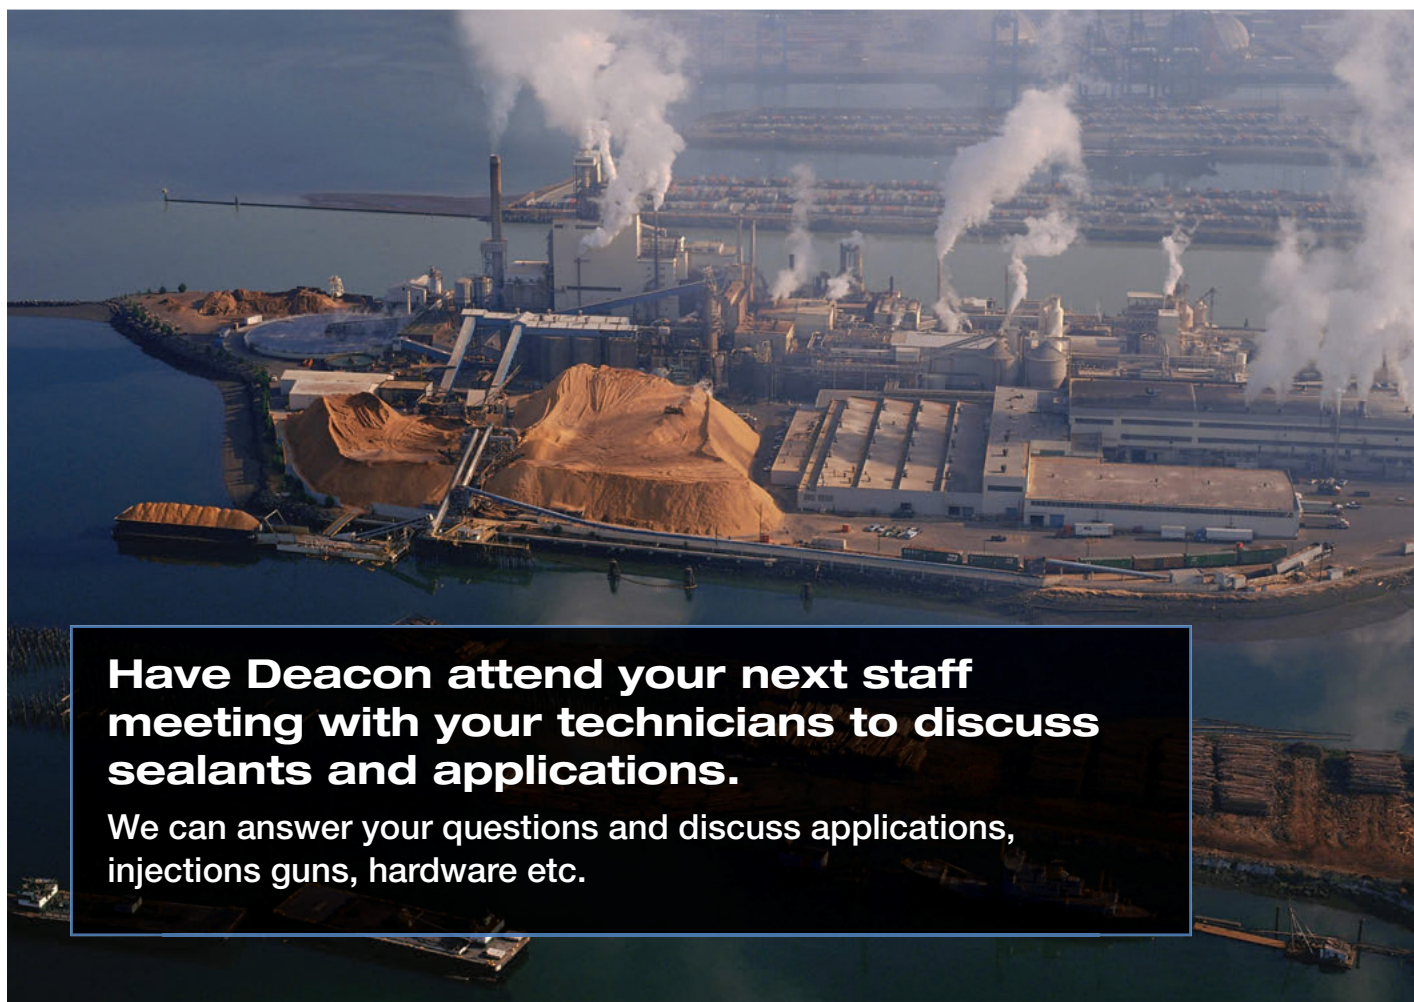 Have Deacon attend your next staff
meeting with your technicians to discuss
sealants and applications.
We can answer your questions and discuss applications,
injections guns, hardware etc.